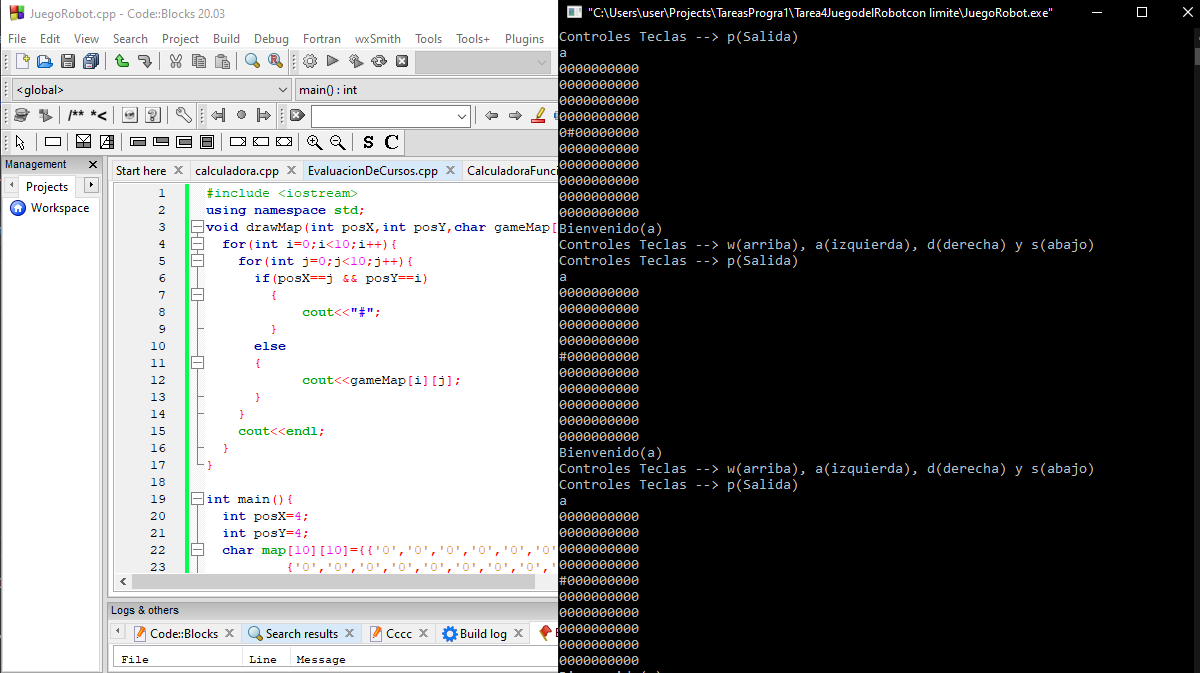 JuegoRobot.cpp - Code::Blocks 20.03
File Edit View Search Project Build Debug Fortran wxSmith Tools Tools+ Plugins
<global>
main() : int
/** *<
S C
Management
Projects
Workspace
Start here calculadora.cpp EvaluacionDeCursos.cpp CalculadoraFunci
1 #include <iostream>
2 using namespace std;
3 void drawMap(int posX,int posY,char gameMap[
4 for(int i=0;i<10;i++){
5 for(int j=0;j<10;j++){
6 if(posX==j && posY==i)
7 {
8 cout<<"#";
9 }
10 else
11 {
12 cout<<gameMap[i][j];
13 }
14 }
15 cout<<endl;
16 }
17 }
18
19 int main(){
20 int posX=4;
21 int posY=4;
22 char map[10][10]={{'0','0','0','0','0','0'
23 {'0','0','0','0','0','0','0','0',
Logs & others
Code::Blocks Search results Cccc Build log
File Line Message
"C:\Users\user\Projects\TareasProgra1\Tarea4JuegodelRobotcon limite\JuegoRobot.exe"
Controles Teclas --> p(Salida)
a
0000000000
0000000000
0000000000
0000000000
0#00000000
0000000000
0000000000
0000000000
0000000000
0000000000
Bienvenido(a)
Controles Teclas --> w(arriba), a(izquierda), d(derecha) y s(abajo)
Controles Teclas --> p(Salida)
a
0000000000
0000000000
0000000000
0000000000
#000000000
0000000000
0000000000
0000000000
0000000000
0000000000
Bienvenido(a)
Controles Teclas --> w(arriba), a(izquierda), d(derecha) y s(abajo)
Controles Teclas --> p(Salida)
a
0000000000
0000000000
0000000000
0000000000
#000000000
0000000000
0000000000
0000000000
0000000000
0000000000